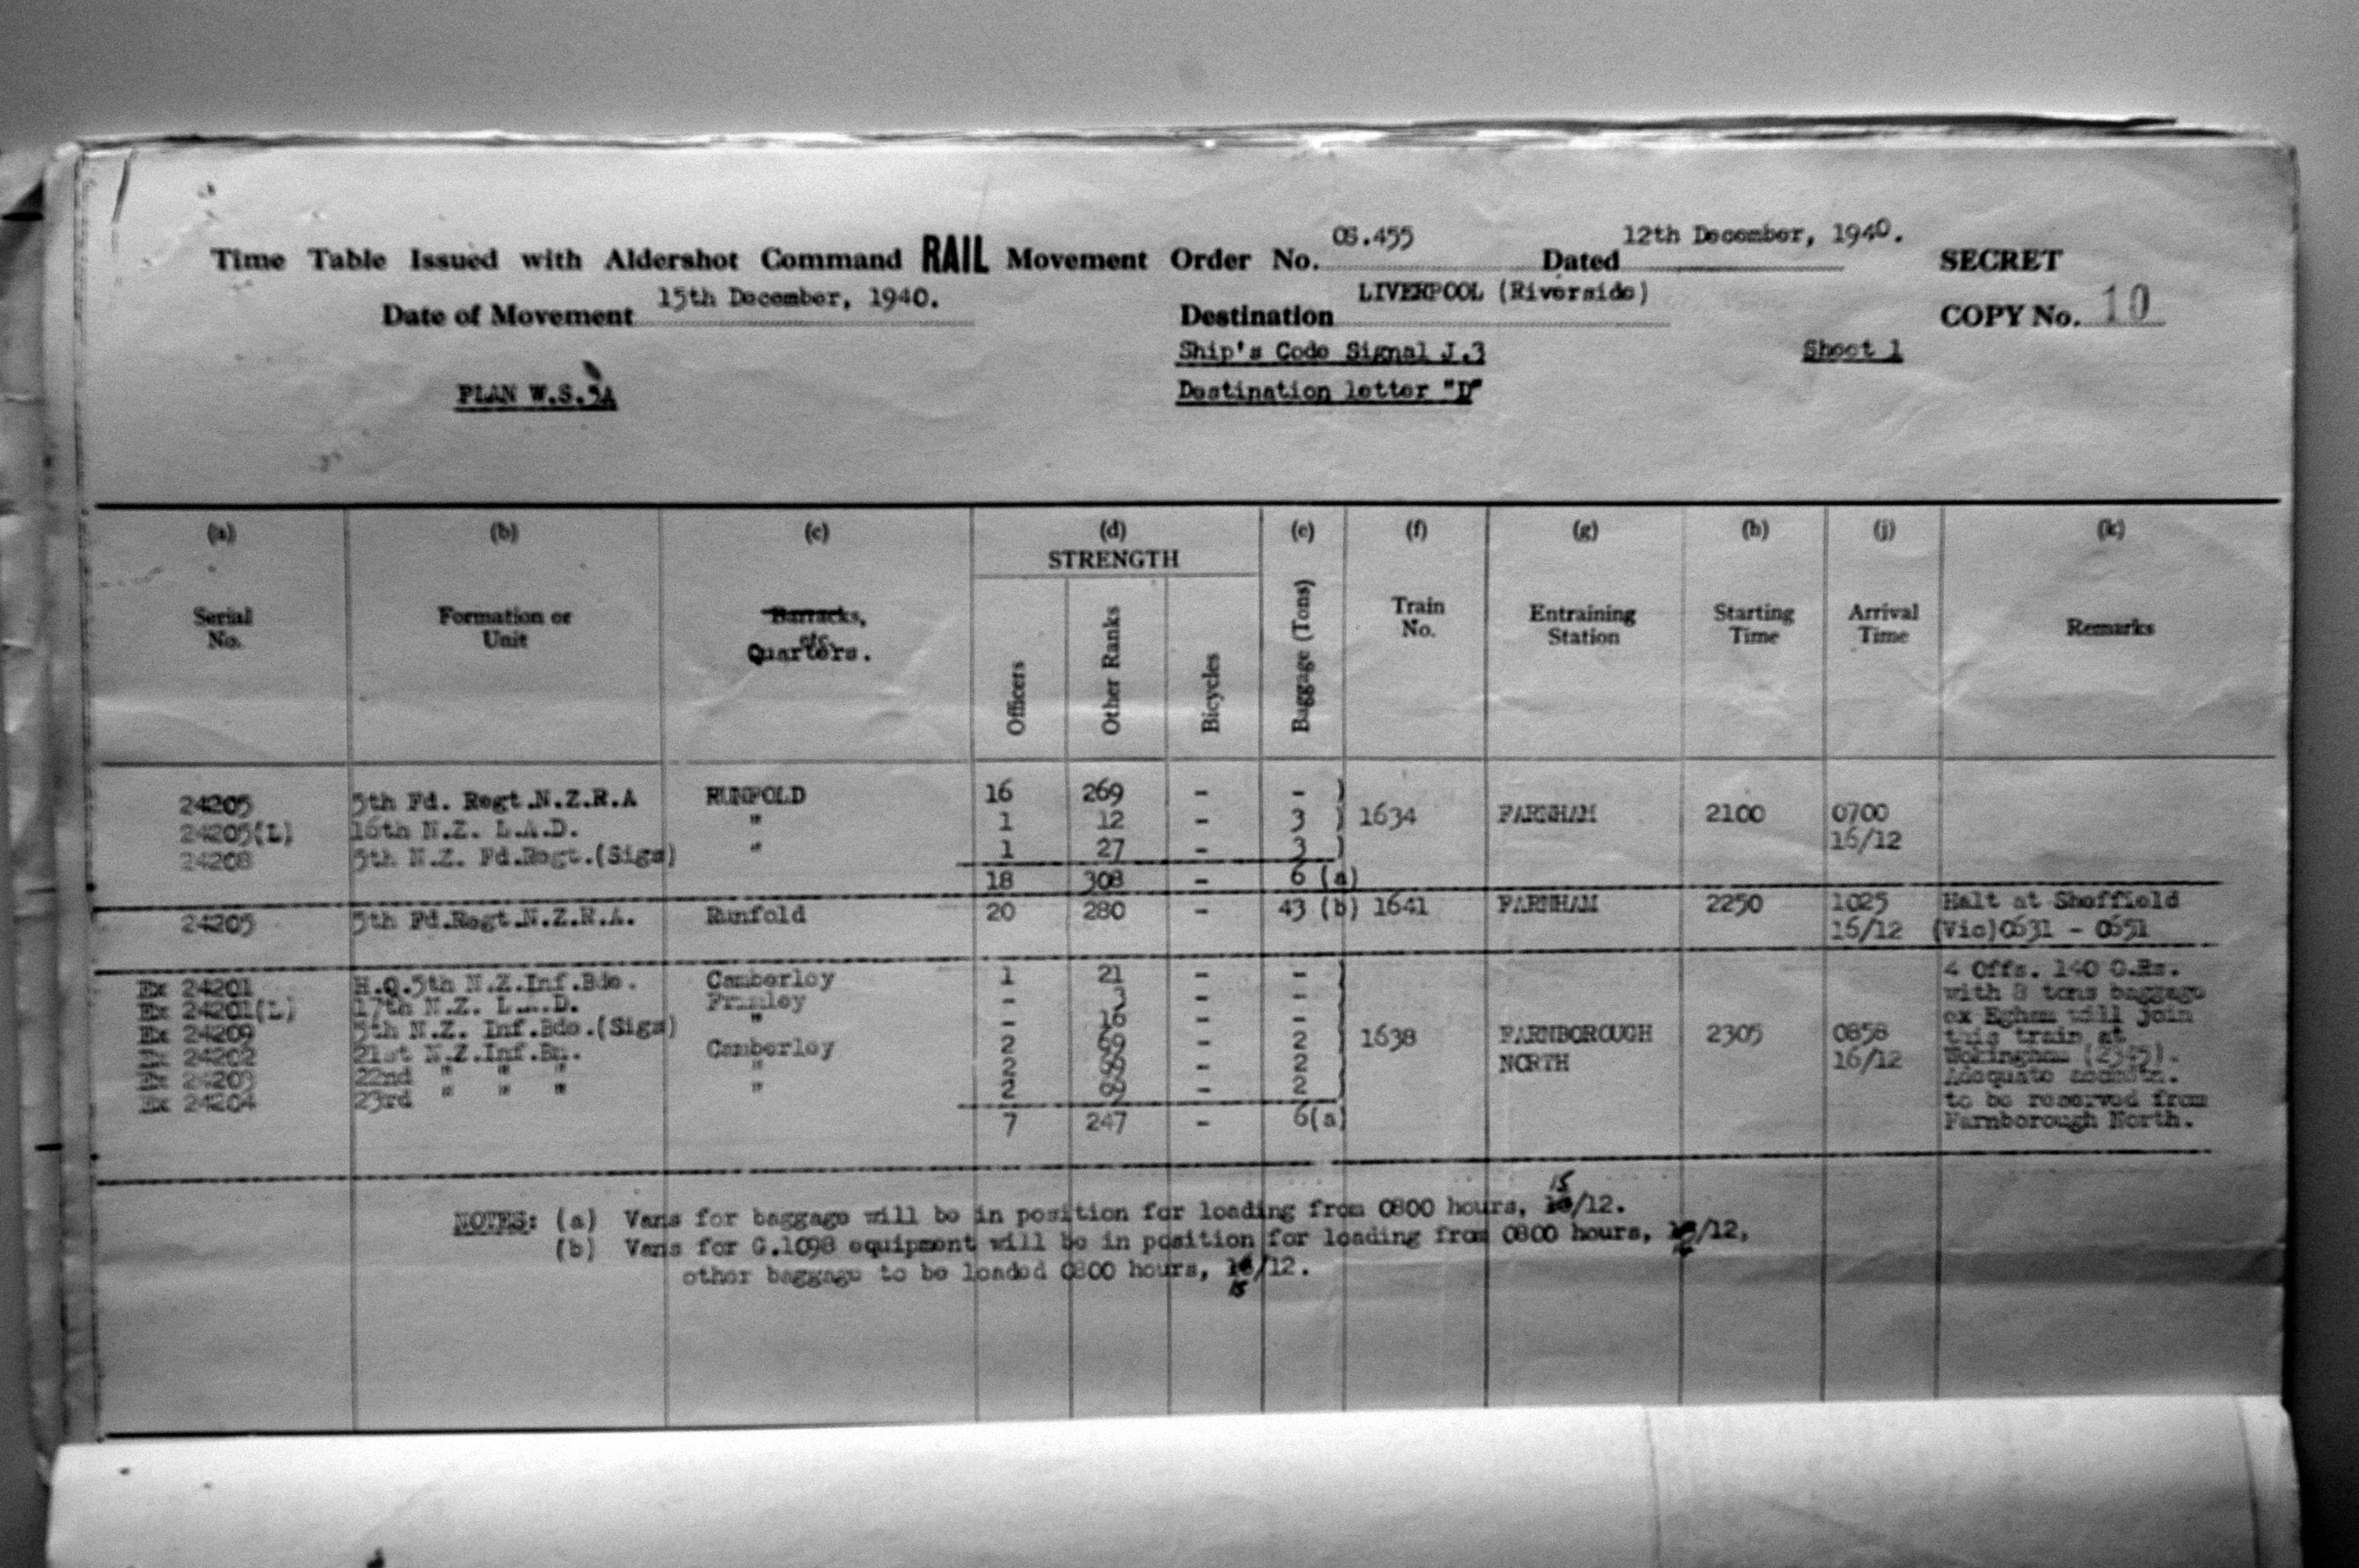 Time Table Issued with Aldershot Command RAIL Movement Order No. OS.455 Dated 12th December, 1940. SECRET
Date of Movement 15th December, 1940. Destination LIVERPOOL (Riverside) COPY No. 10
Ship's Code Signal J.3 Sheet 1
PLAN W.S.5A Destination letter "D"
(a) (b) (c) (d) (e) (f) (g) (h) (j) (k)
STRENGTH
Serial No. Formation or Unit Barracks, etc. Quarters. Officers Other Ranks Bicycles Baggage (Tons) Train No. Entraining Station Starting Time Arrival Time Remarks
24205 5th Fd. Regt.N.Z.R.A RUNFOLD 16 269 - - )
24205(L) 16th N.Z. L.A.D. " 1 12 - 3 ) 1634 FARNHAM 2100 0700
24208 5th N.Z. Fd.Regt.(Sigs) " 1 27 - 3 ) 16/12
18 308 - 6 (a)
24205 5th Fd.Regt.N.Z.R.A. Runfold 20 280 - 43 (b) 1641 FARNHAM 2250 1025 Halt at Sheffield
16/12 (Vic)0631 - 0651
Ex 24201 H.Q.5th N.Z.Inf.Bde. Camberley 1 21 - - 4 Offs. 140 O.Rs.
Ex 24201(L) 17th N.Z. L.A.D. Frimley - - - with 8 tons baggage
Ex 24209 5th N.Z. Inf.Bde.(Sigs) " - 16 - - ex Egham will join
Ex 24202 21st N.Z.Inf.Bn. Camberley 2 - 2 1638 FARNBOROUGH 2305 0858 this train at
Ex 24203 22nd " " " " 2 - 2 NORTH 16/12 Wokingham (2345).
Ex 24204 23rd " " " " 2 - 2 Adequate accmdtn.
to be reserved from
7 247 - 6(a) Farnborough North.
NOTES: (a) Vans for baggage will be in position for loading from 0800 hours, 15/12.
(b) Vans for G.1098 equipment will be in position for loading from 0800 hours, /12,
other baggage to be loaded 0800 hours, 15/12.